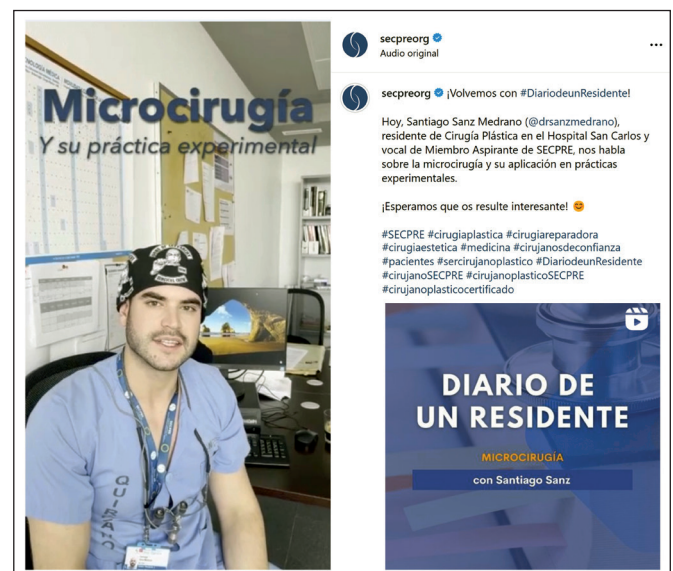 Microcirugía
Y su práctica experimental
QUIRANO
secpreorg
Audio original
secpreorg ¡Volvemos con #DiariodeunResidente!
Hoy, Santiago Sanz Medrano (@drsanzmedrano),
residente de Cirugía Plástica en el Hospital San Carlos y
vocal de Miembro Aspirante de SECPRE, nos habla
sobre la microcirugía y su aplicación en prácticas
experimentales.
¡Esperamos que os resulte interesante! 😊
#SECPRE #cirugiaplastica #cirugiareparadora
#cirugiaestetica #medicina #cirujanosdeconfianza
#pacientes #sercirujanoplastico #DiariodeunResidente
#cirujanoSECPRE #cirujanoplasticoSECPRE
#cirujanoplasticocertificado
DIARIO DE
UN RESIDENTE
MICROCIRUGÍA
con Santiago Sanz